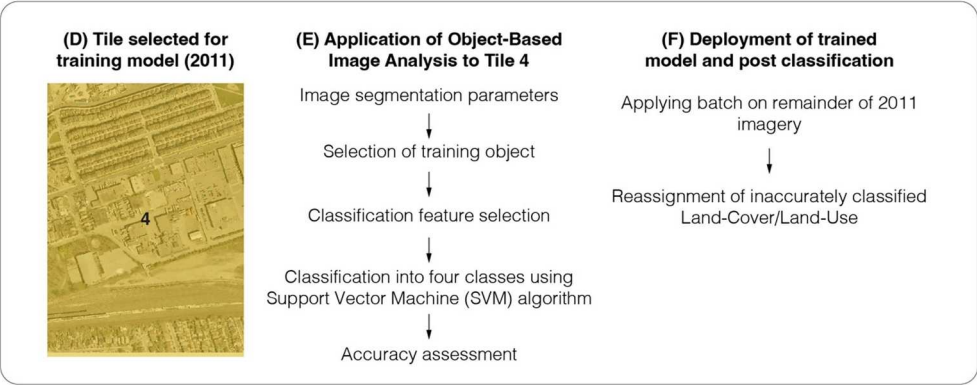 (D) Tile selected for
training model (2011)
4
(E) Application of Object-Based
Image Analysis to Tile 4
Image segmentation parameters
Selection of training object
Classification feature selection
Classification into four classes using
Support Vector Machine (SVM) algorithm
Accuracy assessment
(F) Deployment of trained
model and post classification
Applying batch on remainder of 2011
imagery
Reassignment of inaccurately classified
Land-Cover/Land-Use